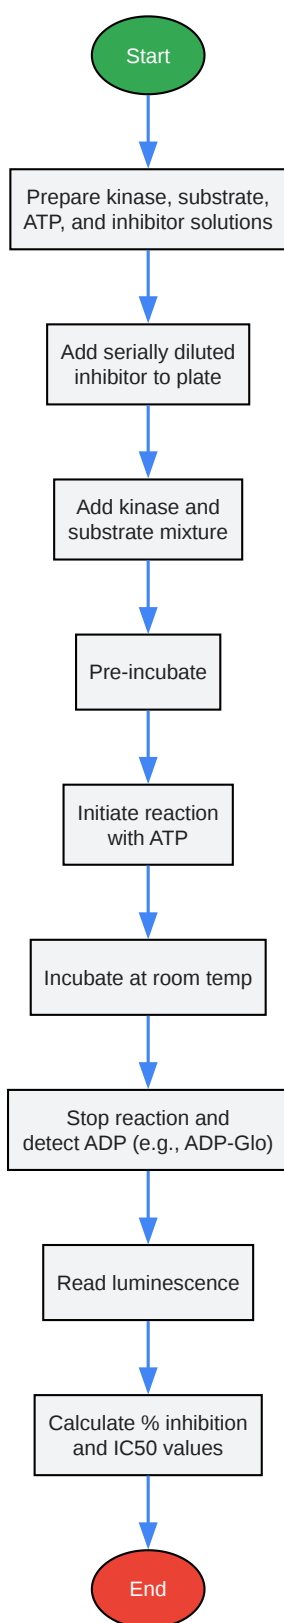 Start
Prepare kinase, substrate,
ATP, and inhibitor solutions
Add serially diluted
inhibitor to plate
Add kinase and
substrate mixture
Pre-incubate
Initiate reaction
with ATP
Incubate at room temp
Stop reaction and
detect ADP (e.g., ADP-Glo)
Read luminescence
Calculate % inhibition
and IC50 values
End